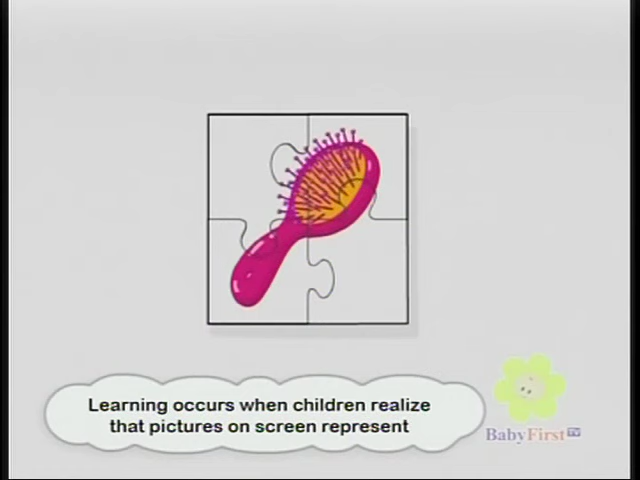 Learning occurs when children realize
that pictures on screen represent
BabyFirst TV